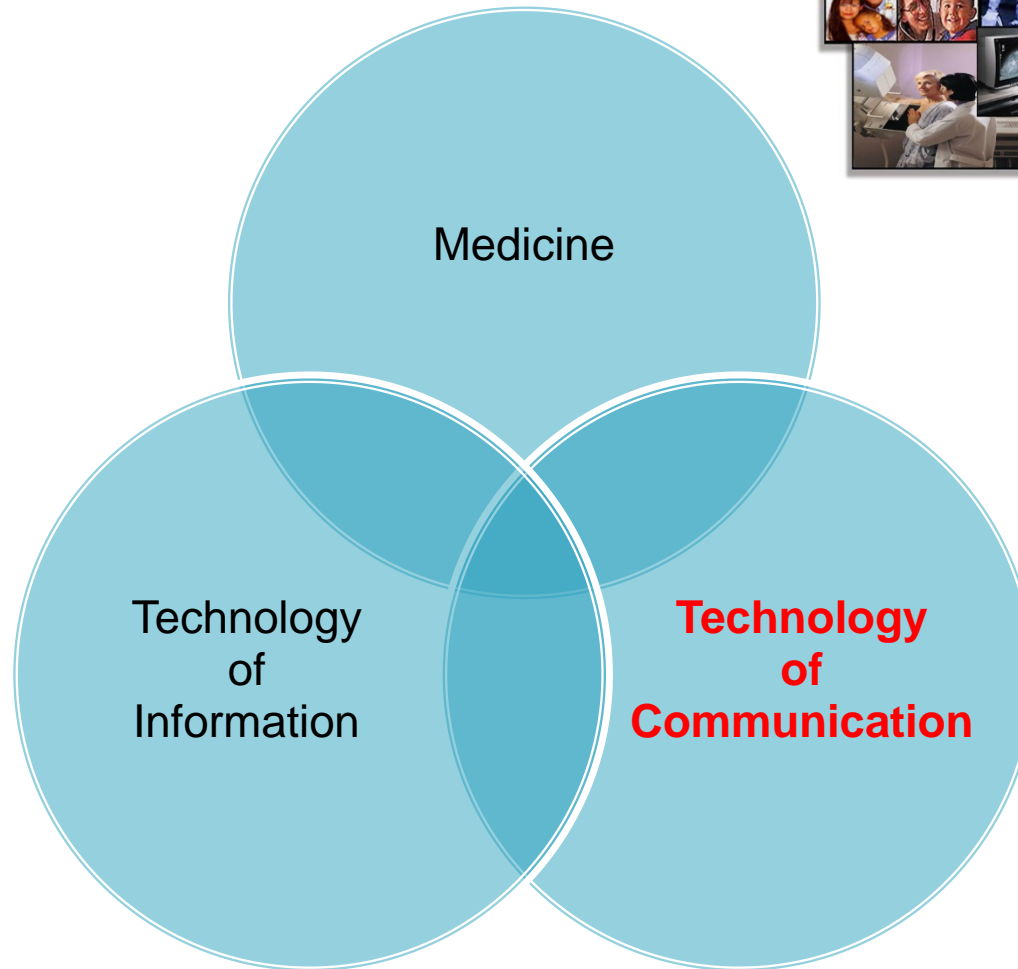 Medicine
Technology
of
Information
Technology
of
Communication